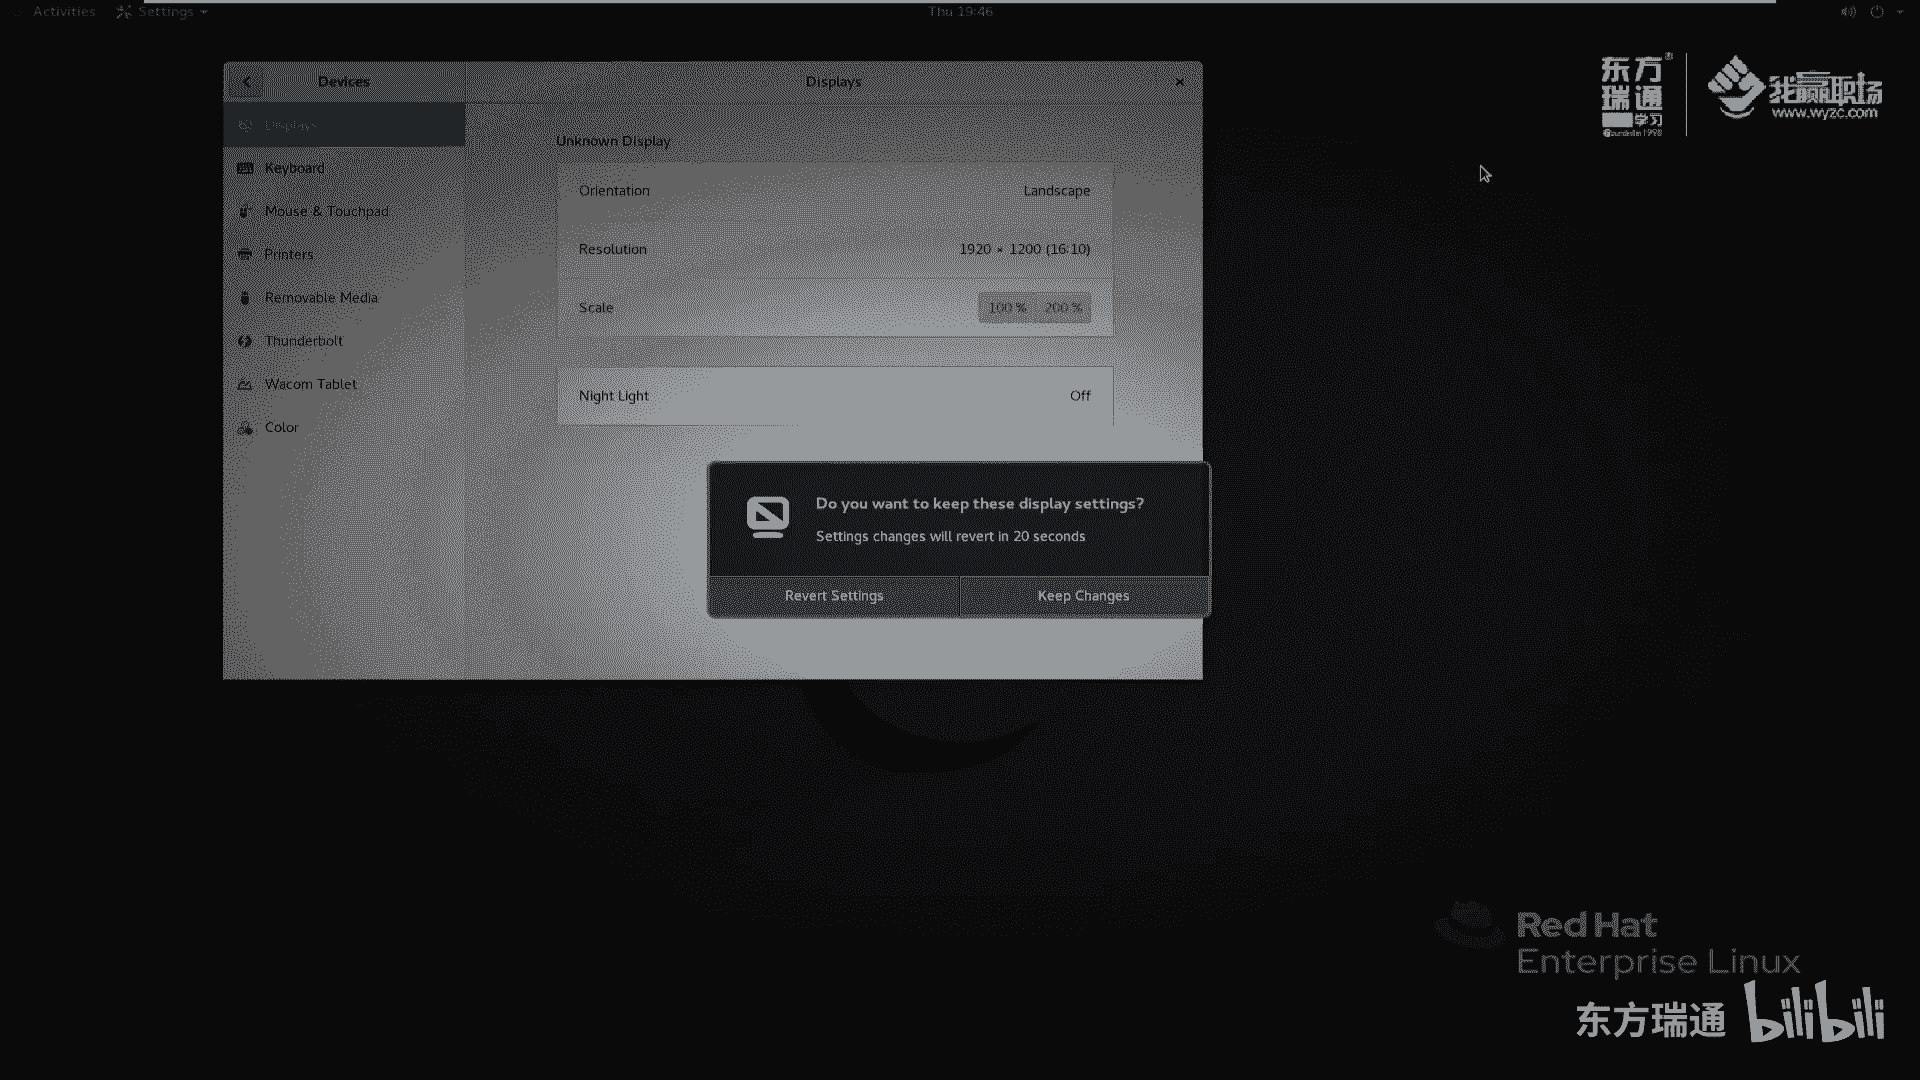 Activities Settings Thu 19:46
Devices Displays
Displays
Keyboard
Mouse & Touchpad
Printers
Removable Media
Thunderbolt
Wacom Tablet
Color
Unknown Display
Orientation Landscape
Resolution 1920 × 1200 (16:10)
Scale 100 % 200 %
Night Light Off
Do you want to keep these display settings?
Settings changes will revert in 20 seconds
Revert Settings Keep Changes
东方
瑞通
学习
Founded in 1998
我赢职场
www.wyzc.com
Red Hat
Enterprise Linux
东方瑞通 bilibili